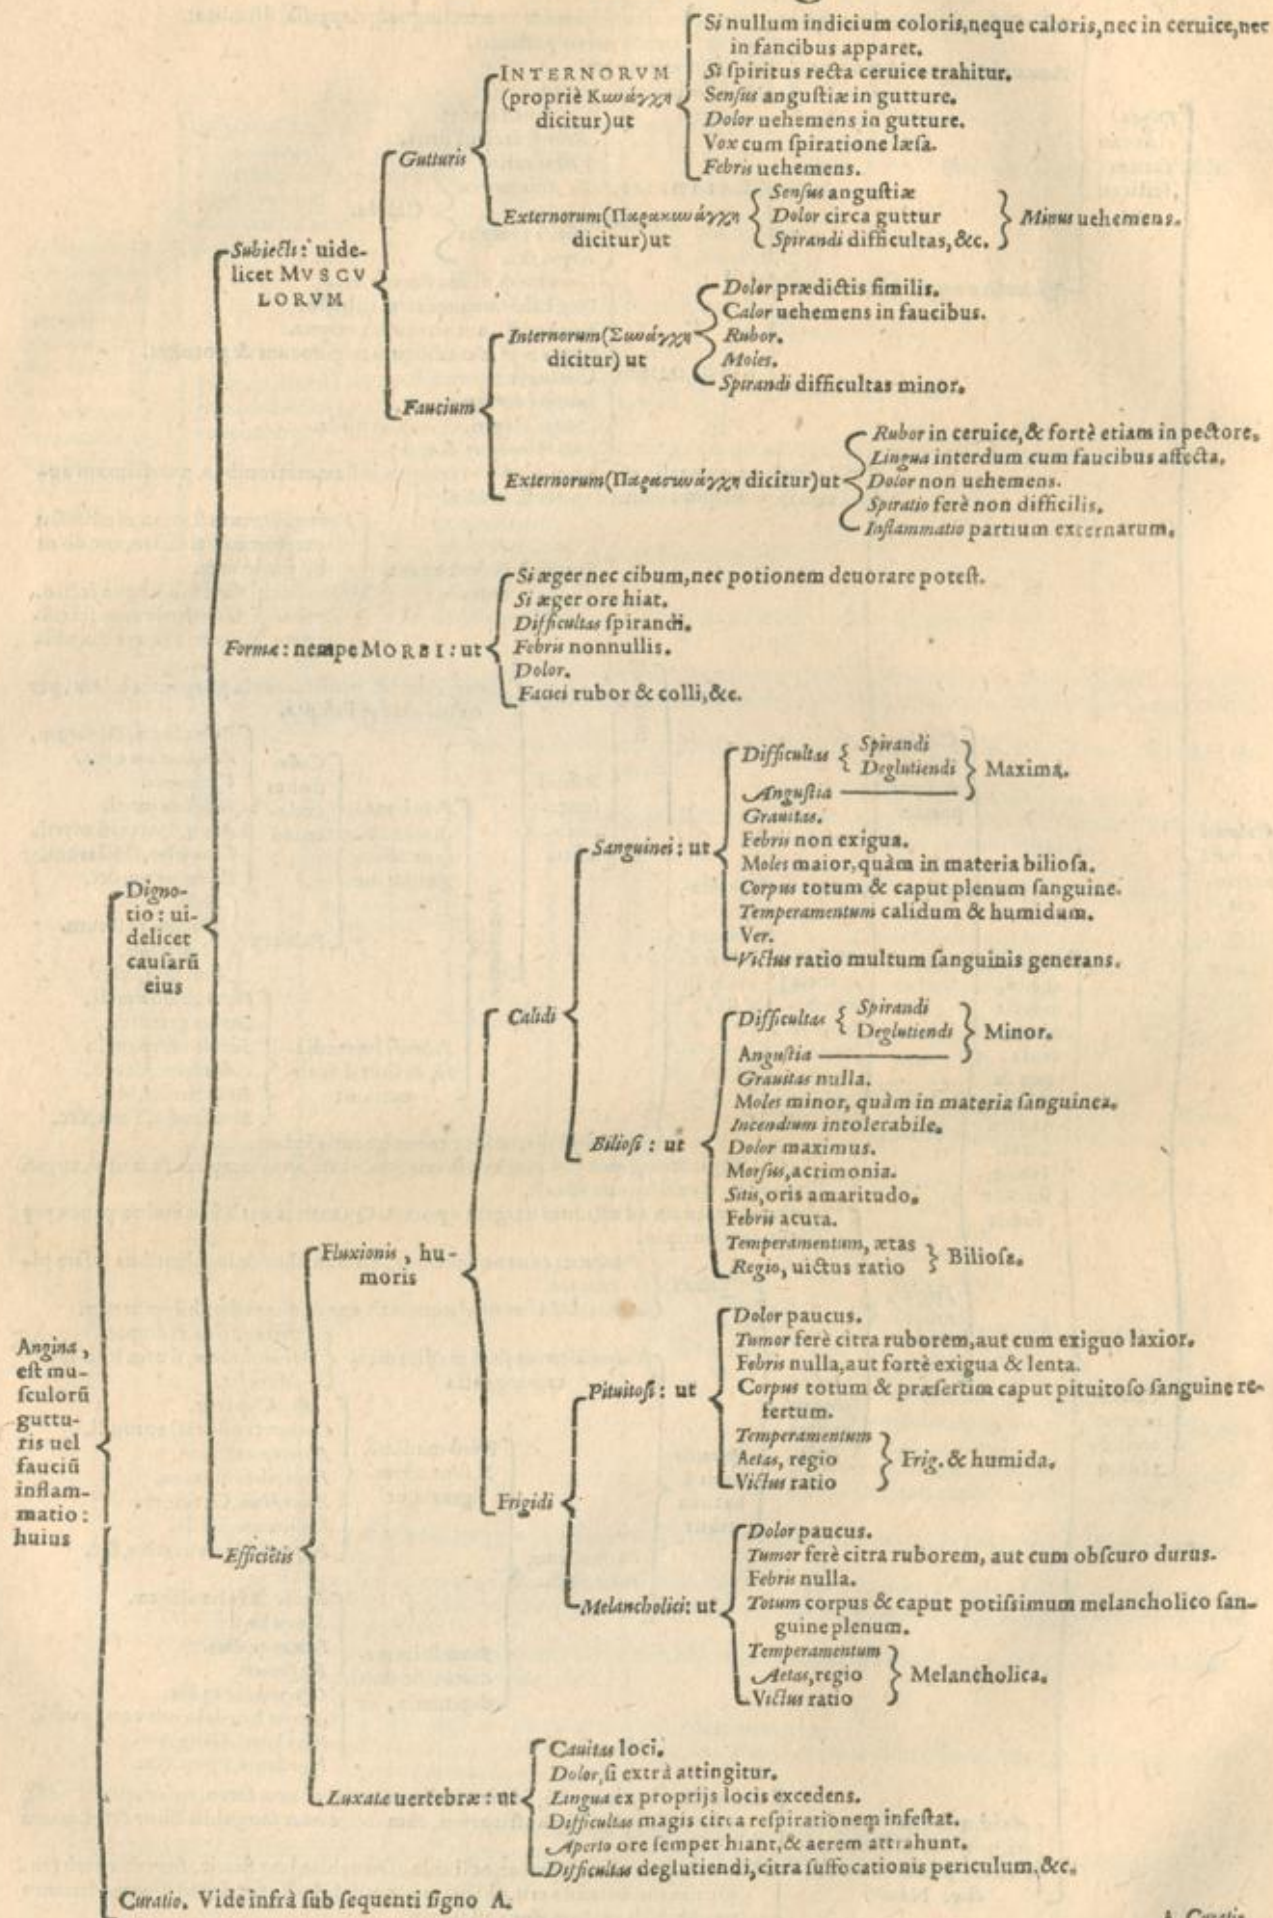 Si nullum indicium coloris, neque caloris, nec in ceruice, nec
in fancibus apparet.
INTERNORVM
Si ſpiritus recta ceruice trahitur.
(propriè Κυνάγχη
Senſus anguſtiæ in gutture.
dicitur) ut
Dolor uehemens in gutture.
Vox cum ſpiratione læſa.
Gutturis
Febris uehemens.
Externorum (Παρακυνάγχη
dicitur) ut
Senſus anguſtiæ
Dolor circa guttur
Spirandi difficultas, &c.
Minus uehemens.
Subiecti: uide-
licet MVSCV
LORVM
Dolor prædictis ſimilis.
Calor uehemens in faucibus.
Internorum (Συνάγχη
dicitur) ut
Rubor.
Moles.
Spirandi difficultas minor.
Faucium
Rubor in ceruice, & fortè etiam in pectore.
Lingua interdum cum faucibus affecta.
Externorum (Παρασυνάγχη dicitur) ut
Dolor non uehemens.
Spiratio ferè non difficilis.
Inflammatio partium externarum.
Si æger nec cibum, nec potionem deuorare poteſt.
Si æger ore hiat.
Difficultas ſpirandi.
Formæ: nempe MORBI: ut
Febris nonnullis.
Dolor.
Faciei rubor & colli, &c.
Difficultas
Spirandi
Deglutiendi
Maxima.
Anguſtia
Grauitas.
Febris non exigua.
Sanguinei: ut
Moles maior, quàm in materia bilioſa.
Corpus totum & caput plenum ſanguine.
Temperamentum calidum & humidum.
Ver.
Victus ratio multum ſanguinis generans.
Digno-
tio: ui-
delicet
cauſarū
eius
Calidi
Difficultas
Spirandi
Deglutiendi
Minor.
Anguſtia
Grauitas nulla.
Moles minor, quàm in materia ſanguinea.
Incendium intolerabile.
Bilioſi: ut
Dolor maximus.
Morſus, acrimonia.
Sitis, oris amaritudo.
Febris acuta.
Temperamentum, ætas
Regio, uictus ratio
Bilioſa.
Fluxionis, hu-
moris
Dolor paucus.
Tumor ferè citra ruborem, aut cum exiguo laxior.
Febris nulla, aut fortè exigua & lenta.
Pituitoſi: ut
Corpus totum & præſertim caput pituitoſo ſanguine re-
fertum.
Temperamentum
Aetas, regio
Victus ratio
Frig. & humida.
Anginæ,
eſt mu-
ſculorū
guttu-
ris uel
fauciū
inflam-
matio:
huius
Frigidi
Efficiētis
Dolor paucus.
Tumor ferè citra ruborem, aut cum obſcuro durus.
Febris nulla.
Melancholici: ut
Totum corpus & caput potiſsimum melancholico ſan-
guine plenum.
Temperamentum
Aetas, regio
Victus ratio
Melancholica.
Cauitas loci.
Dolor, ſi extrà attingitur.
Luxatæ uertebræ: ut
Lingua ex proprijs locis excedens.
Difficultas magis circa reſpirationem infeſtat.
Aperto ore ſemper hiant, & aerem attrahunt.
Difficultas deglutiendi, citra ſuffocationis periculum, &c.
Curatio. Vide infrà ſub ſequenti ſigno A.
A Curatio